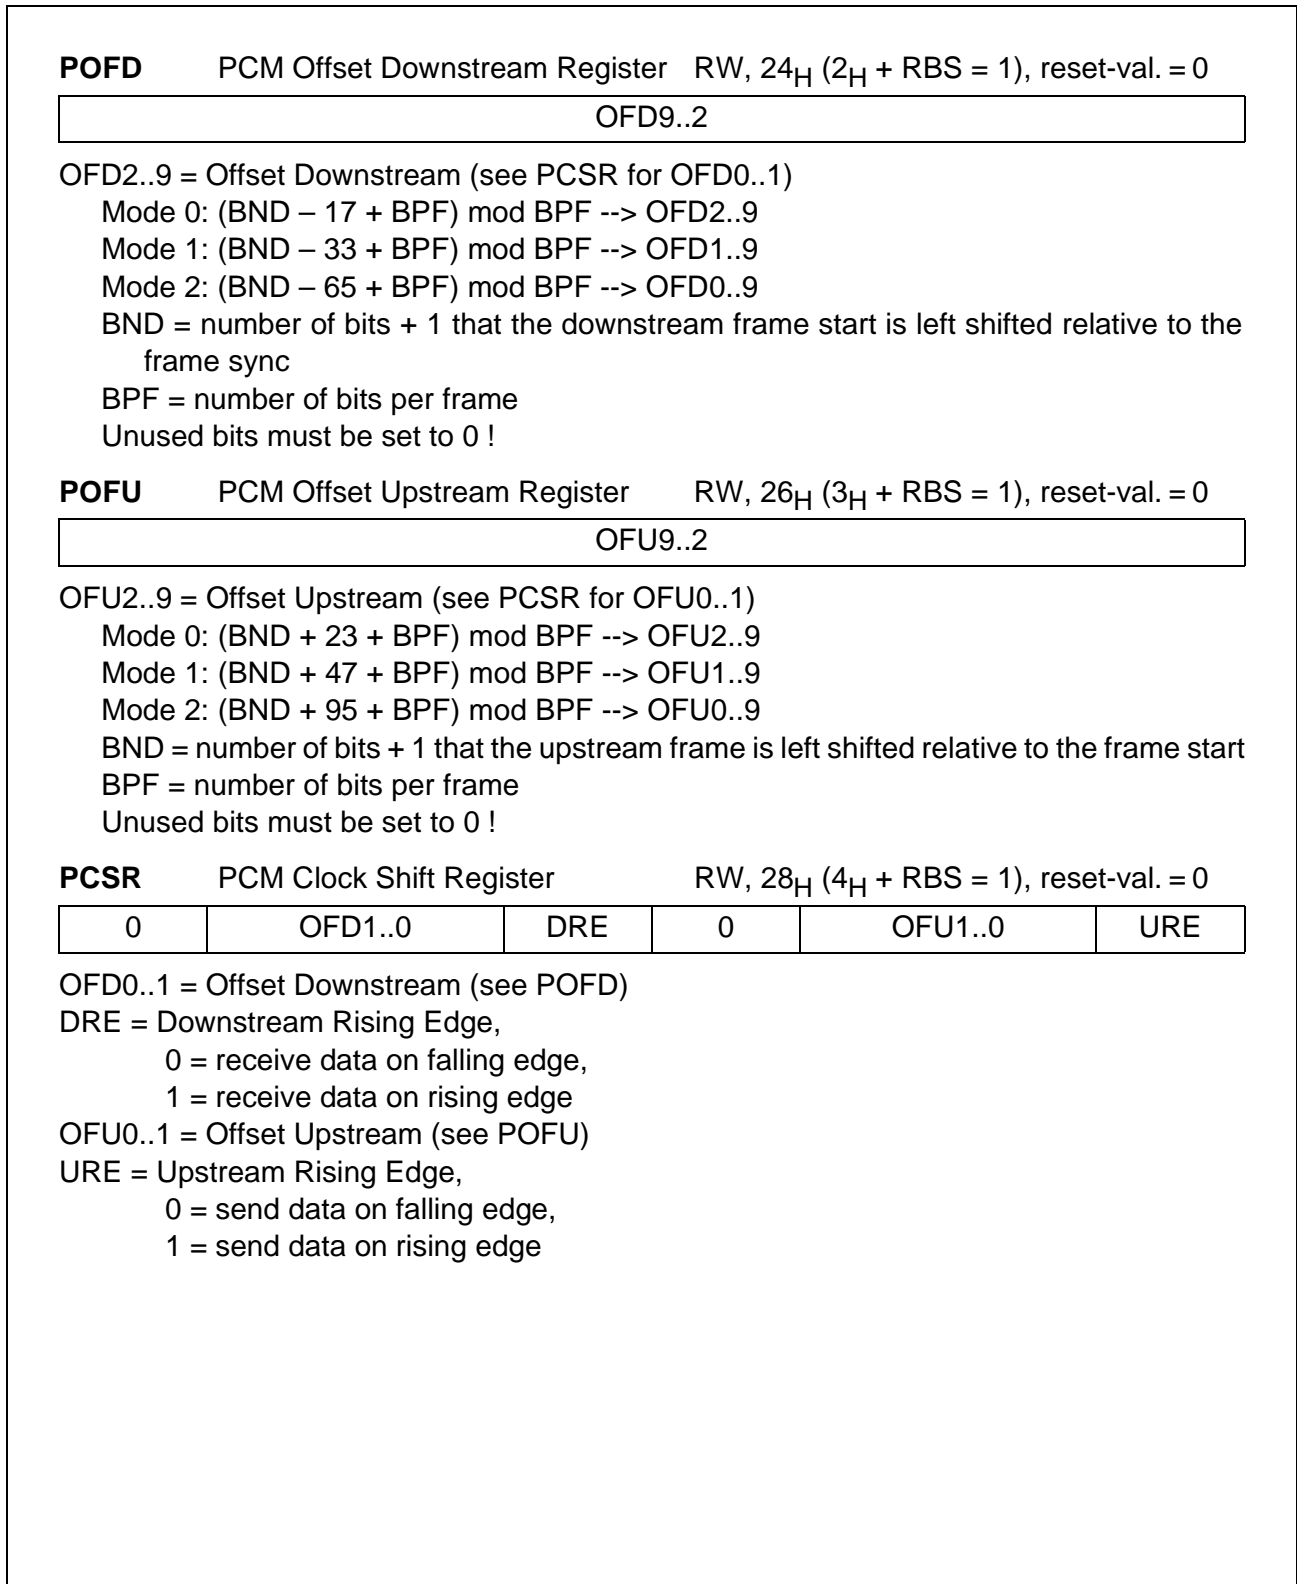 POFD PCM Offset Downstream Register RW, 24H (2H + RBS = 1), reset-val. = 0
OFD9..2
OFD2..9 = Offset Downstream (see PCSR for OFD0..1)
Mode 0: (BND – 17 + BPF) mod BPF --> OFD2..9
Mode 1: (BND – 33 + BPF) mod BPF --> OFD1..9
Mode 2: (BND – 65 + BPF) mod BPF --> OFD0..9
BND = number of bits + 1 that the downstream frame start is left shifted relative to the
frame sync
BPF = number of bits per frame
Unused bits must be set to 0 !
POFU PCM Offset Upstream Register RW, 26H (3H + RBS = 1), reset-val. = 0
OFU9..2
OFU2..9 = Offset Upstream (see PCSR for OFU0..1)
Mode 0: (BND + 23 + BPF) mod BPF --> OFU2..9
Mode 1: (BND + 47 + BPF) mod BPF --> OFU1..9
Mode 2: (BND + 95 + BPF) mod BPF --> OFU0..9
BND = number of bits + 1 that the upstream frame is left shifted relative to the frame start
BPF = number of bits per frame
Unused bits must be set to 0 !
PCSR PCM Clock Shift Register RW, 28H (4H + RBS = 1), reset-val. = 0
0 OFD1..0 DRE 0 OFU1..0 URE
OFD0..1 = Offset Downstream (see POFD)
DRE = Downstream Rising Edge,
0 = receive data on falling edge,
1 = receive data on rising edge
OFU0..1 = Offset Upstream (see POFU)
URE = Upstream Rising Edge,
0 = send data on falling edge,
1 = send data on rising edge